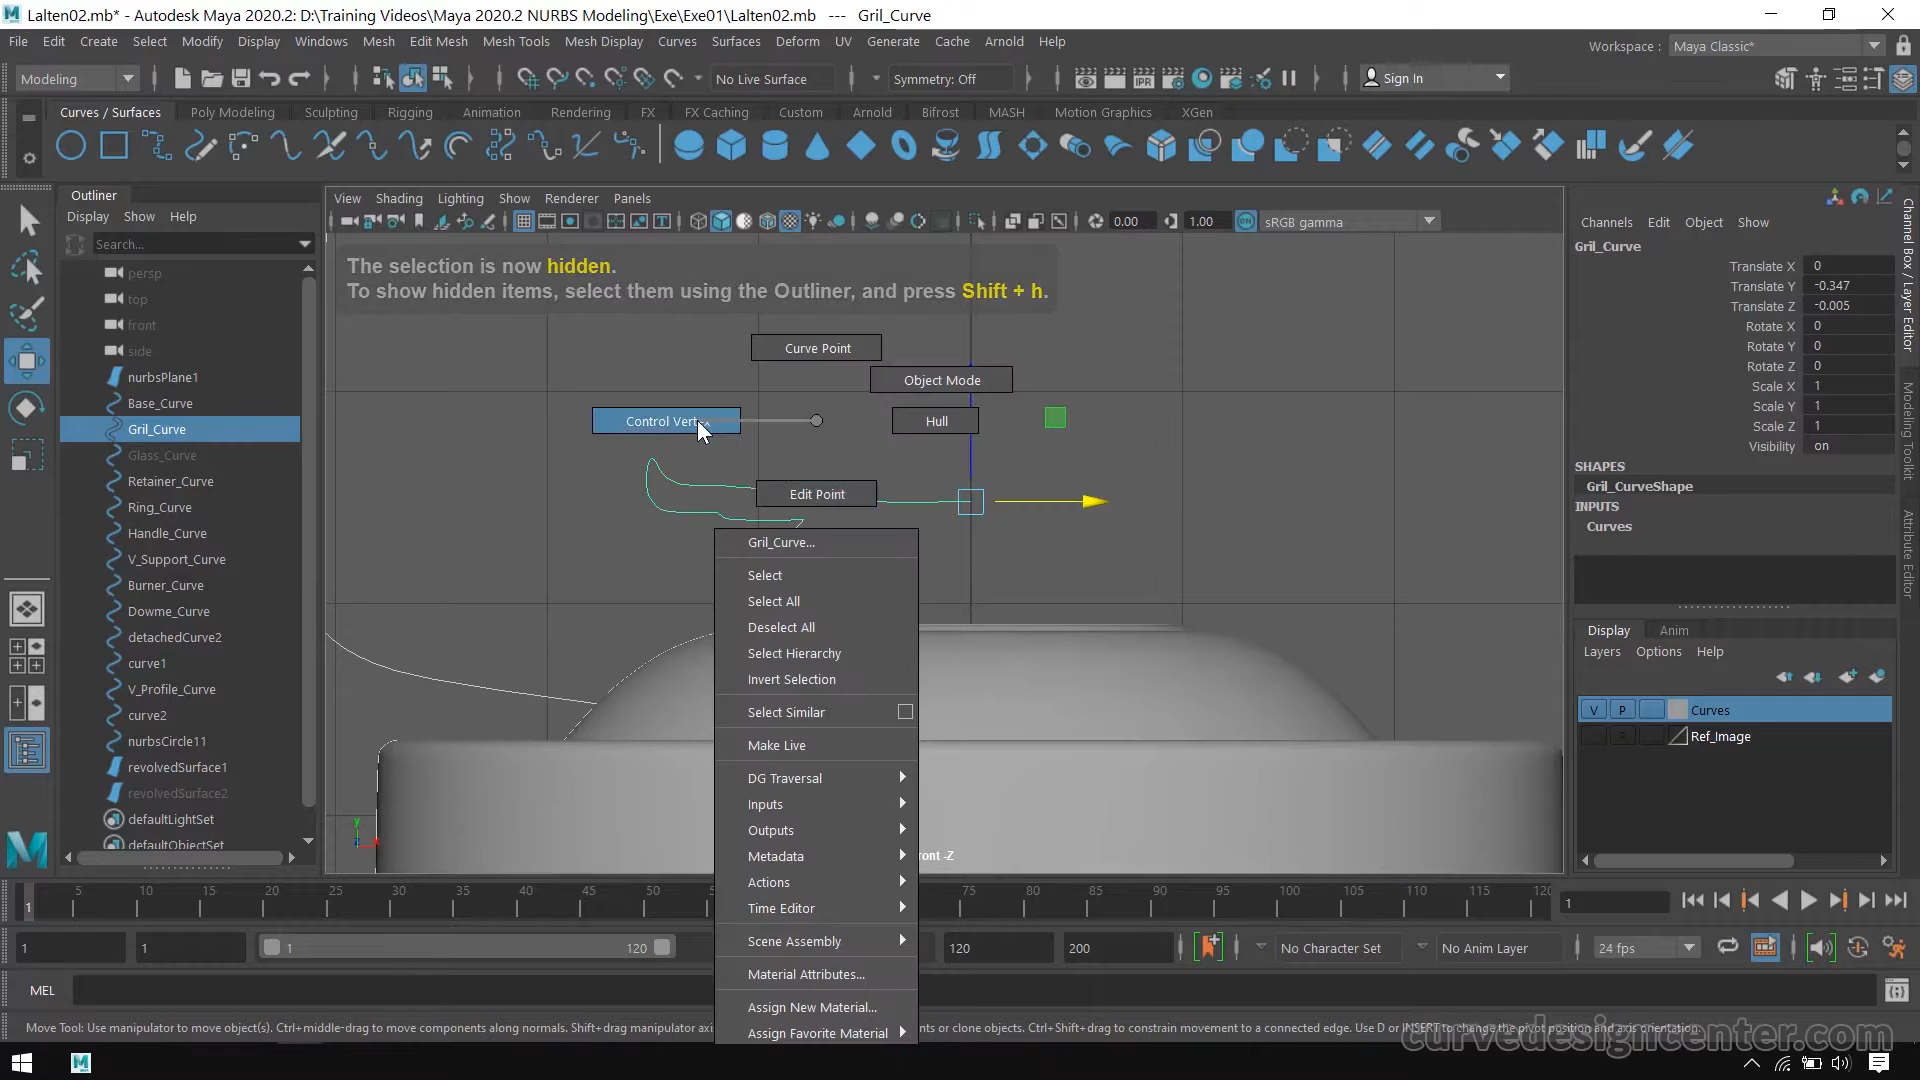 Lalten02.mb* - Autodesk Maya 2020.2: D:\Training Videos\Maya 2020.2 NURBS Modeling\Exe\Exe01\Lalten02.mb   ---   Gril_Curve
File Edit Create Select Modify Display Windows Mesh Edit Mesh Mesh Tools Mesh Display Curves Surfaces Deform UV Generate Cache Arnold Help
Workspace : Maya Classic*
Modeling No Live Surface Symmetry: Off Sign In
Curves / Surfaces Poly Modeling Sculpting Rigging Animation Rendering FX FX Caching Custom Arnold Bifrost MASH Motion Graphics XGen
Outliner
Display Show Help
Search...
persp
top
front
side
nurbsPlane1
Base_Curve
Gril_Curve
Glass_Curve
Retainer_Curve
Ring_Curve
Handle_Curve
V_Support_Curve
Burner_Curve
Dowme_Curve
detachedCurve2
curve1
V_Profile_Curve
curve2
nurbsCircle11
revolvedSurface1
revolvedSurface2
defaultLightSet
defaultObjectSet
View Shading Lighting Show Renderer Panels
0.00 1.00 ON sRGB gamma
The selection is now hidden.
To show hidden items, select them using the Outliner, and press Shift + h.
Curve Point
Object Mode
Control Vert
Hull
Edit Point
Gril_Curve...
Select
Select All
Deselect All
Select Hierarchy
Invert Selection
Select Similar
Make Live
DG Traversal
Inputs
Outputs
Metadata
Actions
Time Editor
Scene Assembly
Material Attributes...
Assign New Material...
Assign Favorite Material
ront -Z
y
z
x
Channels Edit Object Show
Gril_Curve
Translate X 0
Translate Y -0.347
Translate Z -0.005
Rotate X 0
Rotate Y 0
Rotate Z 0
Scale X 1
Scale Y 1
Scale Z 1
Visibility on
SHAPES
Gril_CurveShape
INPUTS
Curves
Display Anim
Layers Options Help
V P Curves
Ref_Image
Channel Box / Layer Editor
Modeling Toolkit
Attribute Editor
1 5 10 15 20 25 30 35 40 45 50 55 75 80 85 90 95 100 105 110 115 120 1
1 1 1 120 120 200 No Character Set No Anim Layer 24 fps
MEL
Move Tool: Use manipulator to move object(s). Ctrl+middle-drag to move components along normals. Shift+drag manipulator axi nts or clone objects. Ctrl+Shift+drag to constrain movement to a connected edge. Use D or INSERT to change the pivot position and axis orientation.
curvedesigncenter.com